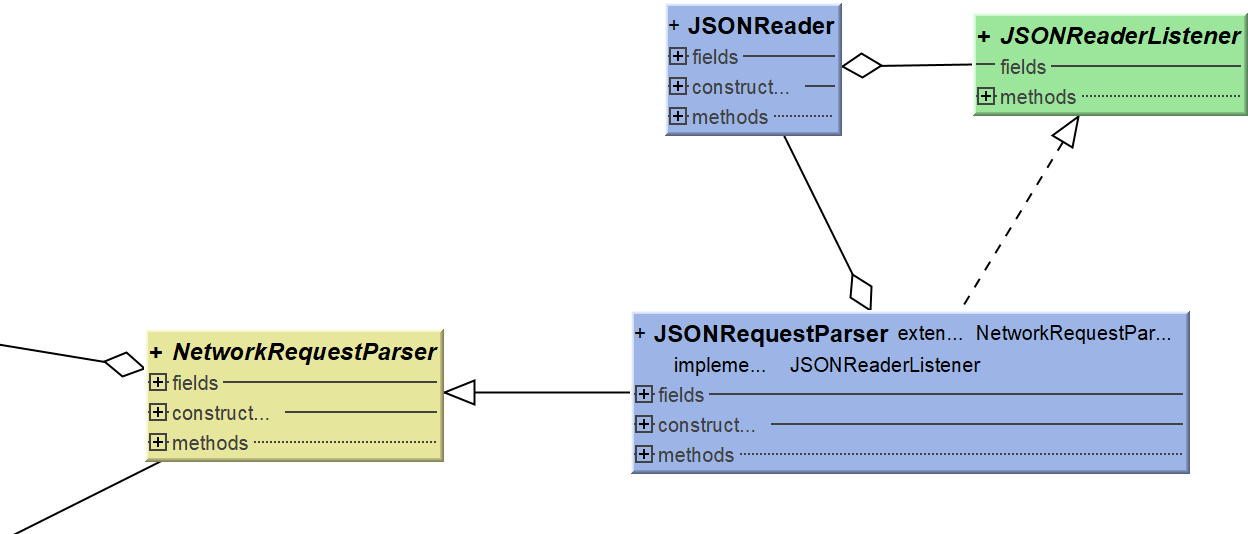 + JSONReader
+ fields
+ construct...
+ methods
+ JSONReaderListener
fields
+ methods
+ JSONRequestParser exten... NetworkRequestPar...
impleme... JSONReaderListener
+ fields
+ construct...
+ methods
+ NetworkRequestParser
+ fields
+ construct...
+ methods